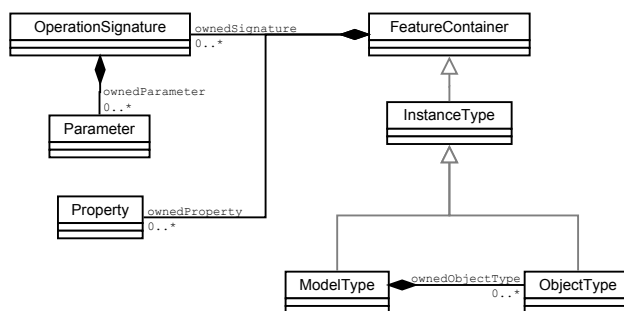 OperationSignature
ownedSignature
0..*
FeatureContainer
ownedParameter
0..*
Parameter
InstanceType
Property
ownedProperty
0..*
ModelType
ownedObjectType
0..*
ObjectType